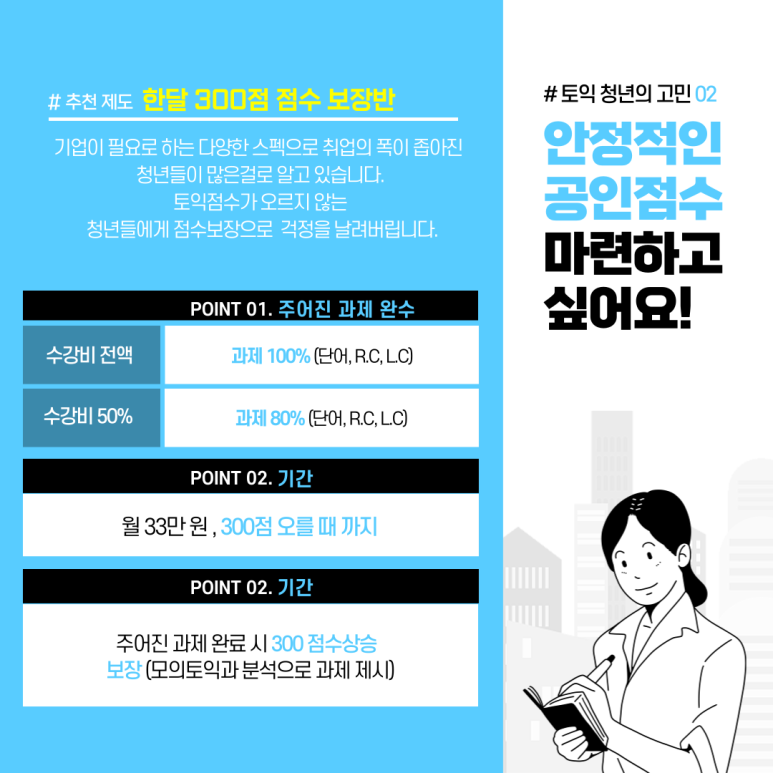 # 추천 제도 한달 300점 점수 보장반
기업이 필요로 하는 다양한 스펙으로 취업의 폭이 좁아진
청년들이 많은걸로 알고 있습니다.
토익점수가 오르지 않는
청년들에게 점수보장으로 걱정을 날려버립니다.
POINT 01. 주어진 과제 완수
수강비 전액 과제 100% (단어, R.C, L.C)
수강비 50% 과제 80% (단어, R.C, L.C)
POINT 02. 기간
월 33만 원 , 300점 오를 때 까지
POINT 02. 기간
주어진 과제 완료 시 300 점수상승
보장 (모의토익과 분석으로 과제 제시)
# 토익 청년의 고민 02
안정적인
공인점수
마련하고
싶어요!